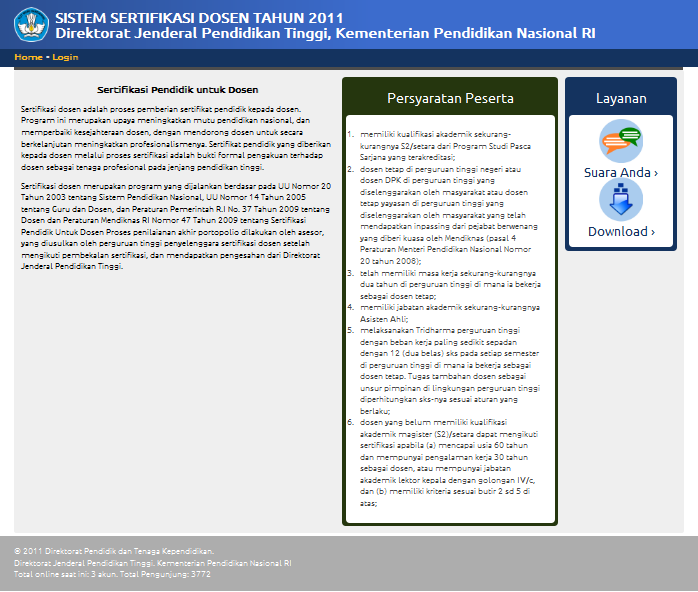 SISTEM SERTIFIKASI DOSEN TAHUN 2011
Direktorat Jenderal Pendidikan Tinggi, Kementerian Pendidikan Nasional RI
Home - Login
Sertifikasi Pendidik untuk Dosen
Sertifikasi dosen adalah proses pemberian sertifikat pendidik kepada dosen.
Program ini merupakan upaya meningkatkan mutu pendidikan nasional, dan
memperbaiki kesejahteraan dosen, dengan mendorong dosen untuk secara
berkelanjutan meningkatkan profesionalismenya. Sertifikat pendidik yang diberikan
kepada dosen melalui proses sertifikasi adalah bukti formal pengakuan terhadap
dosen sebagai tenaga profesional pada jenjang pendidikan tinggi.
Sertifikasi dosen merupakan program yang dijalankan berdasar pada UU Nomor 20
Tahun 2003 tentang Sistem Pendidikan Nasional, UU Nomor 14 Tahun 2005
tentang Guru dan Dosen, dan Peraturan Pemerintah R.I No. 37 Tahun 2009 tentang
Dosen dan Peraturan Mendiknas RI Nomor 47 Tahun 2009 tentang Sertifikasi
Pendidik Untuk Dosen Proses penilaianan akhir portopolio dilakukan oleh asesor,
yang diusulkan oleh perguruan tinggi penyelenggara sertifikasi dosen setelah
mengikuti pembekalan sertifikasi, dan mendapatkan pengesahan dari Direktorat
Jenderal Pendidikan Tinggi.
Persyaratan Peserta
1. memiliki kualifikasi akademik sekurang-
kurangnya S2/setara dari Program Studi Pasca
Sarjana yang terakreditasi;
2. dosen tetap di perguruan tinggi negeri atau
dosen DPK di perguruan tinggi yang
diselenggarakan oleh masyarakat atau dosen
tetap yayasan di perguruan tinggi yang
diselenggarakan oleh masyarakat yang telah
mendapatkan inpassing dari pejabat berwenang
yang diberi kuasa oleh Mendiknas (pasal 4
Peraturan Menteri Pendidikan Nasional Nomor
20 tahun 2008);
3. telah memiliki masa kerja sekurang-kurangnya
dua tahun di perguruan tinggi di mana ia bekerja
sebagai dosen tetap;
4. memiliki jabatan akademik sekurang-kurangnya
Asisten Ahli;
5. melaksanakan Tridharma perguruan tinggi
dengan beban kerja paling sedikit sepadan
dengan 12 (dua belas) sks pada setiap semester
di perguruan tinggi di mana ia bekerja sebagai
dosen tetap. Tugas tambahan dosen sebagai
unsur pimpinan di lingkungan perguruan tinggi
diperhitungkan sks-nya sesuai aturan yang
berlaku;
6. dosen yang belum memiliki kualifikasi
akademik magister (S2)/setara dapat mengikuti
sertifikasi apabila (a) mencapai usia 60 tahun
dan mempunyai pengalaman kerja 30 tahun
sebagai dosen, atau mempunyai jabatan
akademik lektor kepala dengan golongan IV/c,
dan (b) memiliki kriteria sesuai butir 2 sd 5 di
atas;
Layanan
Suara Anda ›
Download ›
© 2011 Direktorat Pendidik dan Tenaga Kependidikan.
Direktorat Jenderal Pendidikan Tinggi. Kementerian Pendidikan Nasional RI
Total online saat ini: 3 akun. Total Pengunjung: 3772